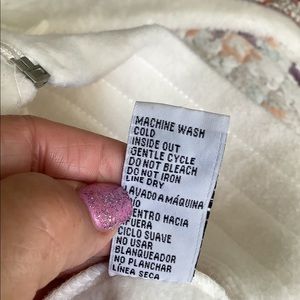 MACHINE WASH
COLD
INSIDE OUT
GENTLE CYCLE
DO NOT BLEACH
DO NOT IRON
LINE DRY
LAVADO A MÁQUINA
HACIA
CICLO SUAVE
NO USAR
BLANQUEADOR
NO PLANCHAR
LÍNEA SECA